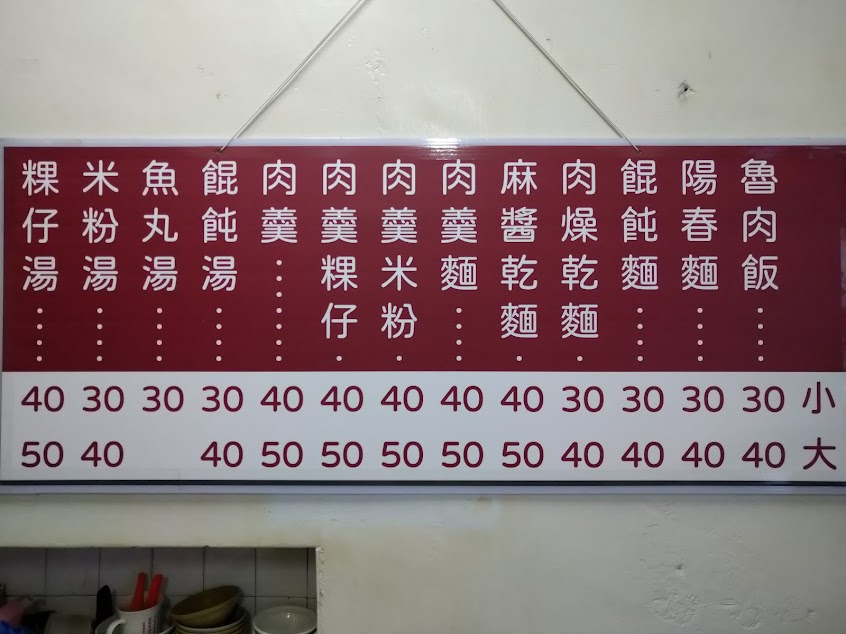 小 大
魯肉飯⋯⋯ 30 40
陽春麵⋯⋯ 30 40
餛飩麵⋯⋯ 30 40
肉燥乾麵· 30 40
麻醬乾麵· 40 50
肉羹麵⋯⋯ 40 50
肉羹米粉· 40 50
肉羹粿仔· 40 50
肉羹⋯⋯⋯ 40 50
餛飩湯⋯⋯ 30 40
魚丸湯⋯⋯ 30
米粉湯⋯⋯ 30 40
粿仔湯⋯⋯ 40 50